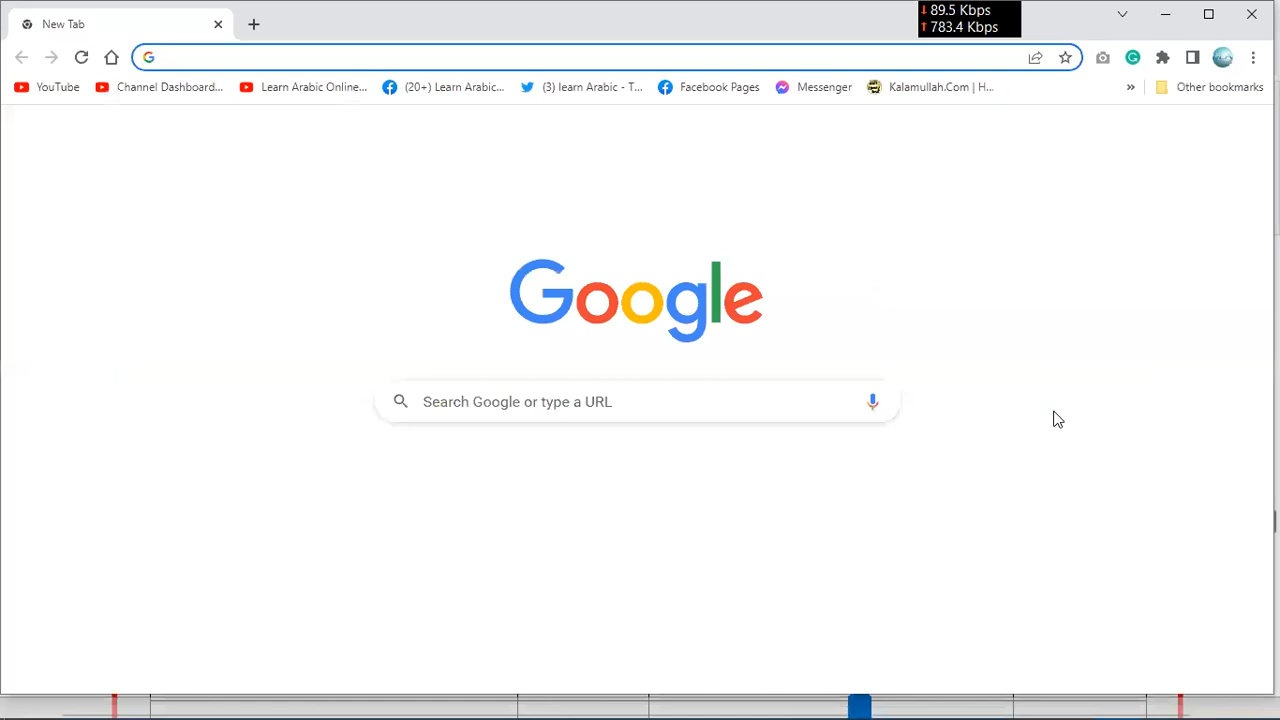 New Tab
89.5 Kbps
783.4 Kbps
YouTube
Channel Dashboard...
Learn Arabic Online...
(20+) Learn Arabic...
(3) learn Arabic - T...
Facebook Pages
Messenger
Kalamullah.Com | H...
Other bookmarks
Google
Search Google or type a URL